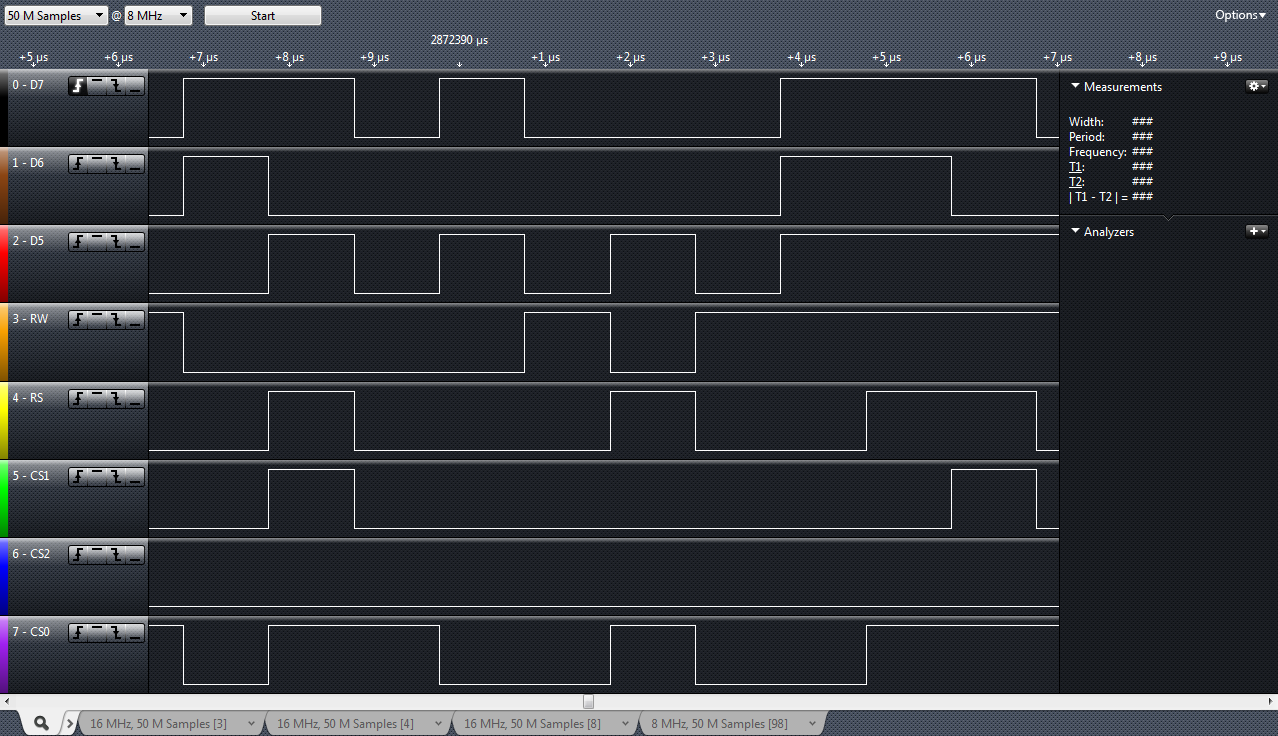 50 M Samples @ 8 MHz Start Options
2872390 µs
+5 µs +6 µs +7 µs +8 µs +9 µs +1 µs +2 µs +3 µs +4 µs +5 µs +6 µs +7 µs +8 µs +9 µs
0 - D7
1 - D6
2 - D5
3 - RW
4 - RS
5 - CS1
6 - CS2
7 - CS0
Measurements
Width: ###
Period: ###
Frequency: ###
T1: ###
T2: ###
| T1 - T2 | = ###
Analyzers
16 MHz, 50 M Samples [3] 16 MHz, 50 M Samples [4] 16 MHz, 50 M Samples [8] 8 MHz, 50 M Samples [98]